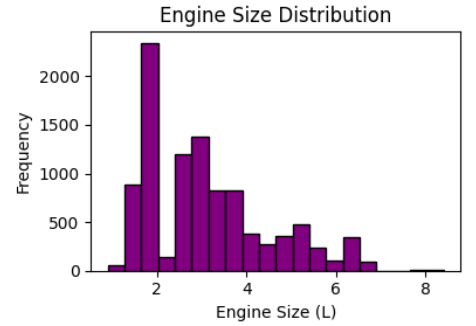 Engine Size Distribution
2000
1500
1000
500
0
Frequency
2 4 6 8
Engine Size (L)